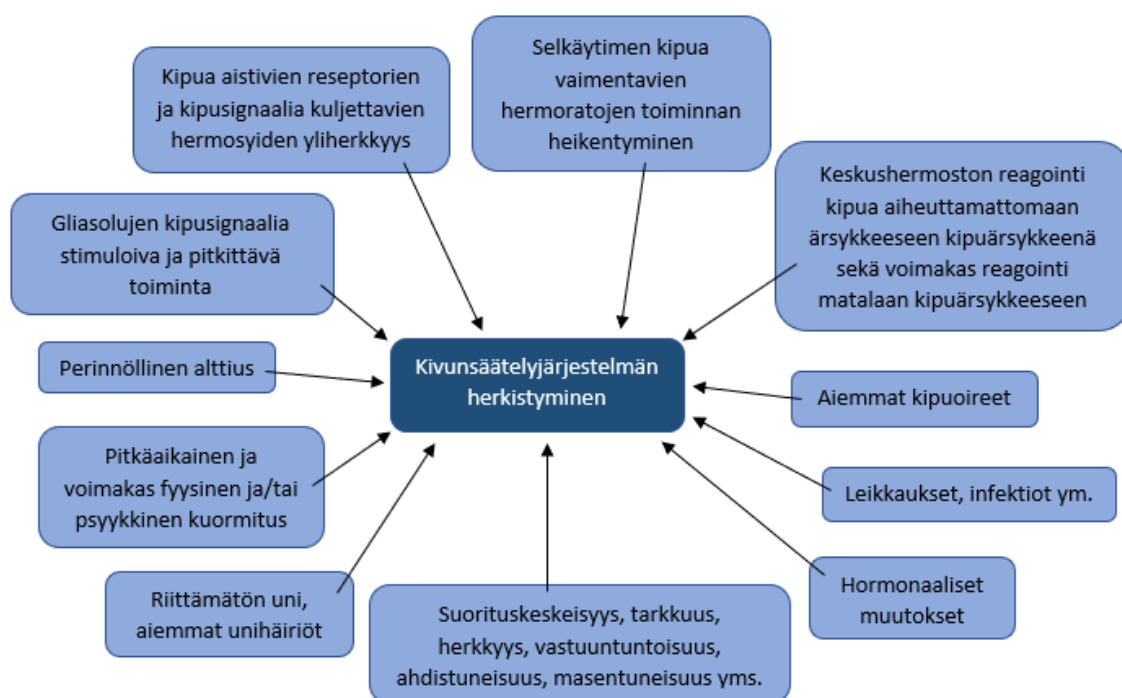 Kipua aistivien reseptorien
ja kipusignaalia kuljettavien
hermosyiden yliherkkyys
Selkäytimen kipua
vaimentavien
hermoratojen toiminnan
heikentyminen
Keskushermoston reagointi
kipua aiheuttamattomaan
ärsykkeeseen kipuärsykkeenä
sekä voimakas reagointi
matalaan kipuärsykkeeseen
Gliasolujen kipusignaalia
stimuloiva ja pitkittävä
toiminta
Perinnöllinen alttius
Kivunsäätelyjärjestelmän
herkistyminen
Aiemmat kipuoireet
Pitkäaikainen ja
voimakas fyysinen ja/tai
psyykkinen kuormitus
Leikkaukset, infektiot ym.
Riittämätön uni,
aiemmat unihäiriöt
Suorituskeskeisyys, tarkkuus,
herkkyys, vastuuntuntoisuus,
ahdistuneisuus, masentuneisuus yms.
Hormonaaliset
muutokset